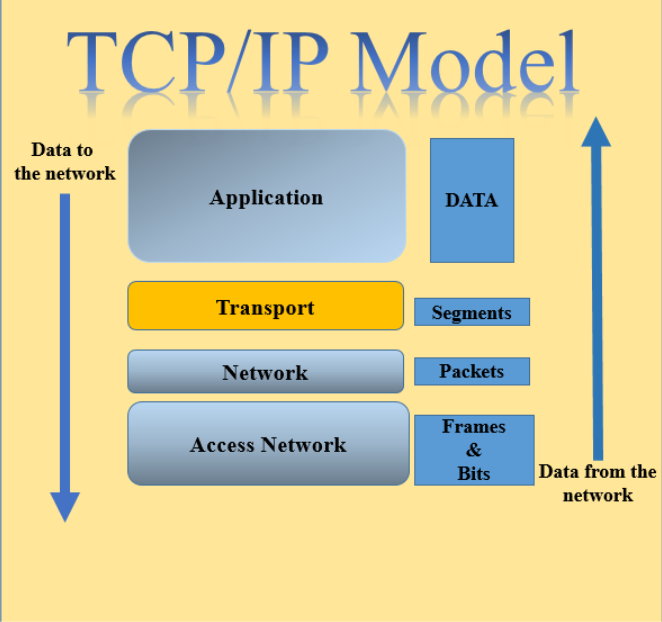 TCP/IP Model
Data to
the network
Application
DATA
Transport
Segments
Network
Packets
Access Network
Frames
&
Bits
Data from the
network